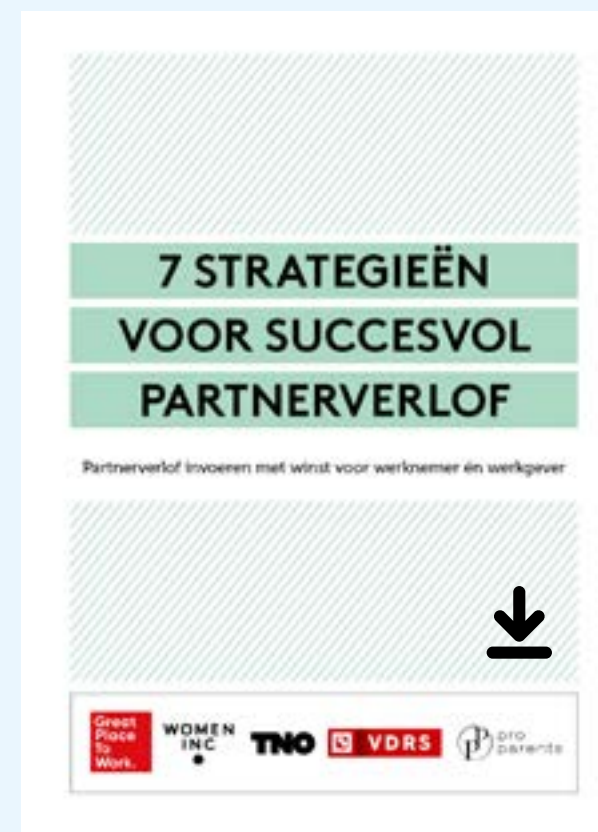 7 STRATEGIEËN
VOOR SUCCESVOL
PARTNERVERLOF
Partnerverlof invoeren met winst voor werknemer én werkgever
Great
Place
To
Work.
WOMEN
INC
TNO
VDRS
pro
parents